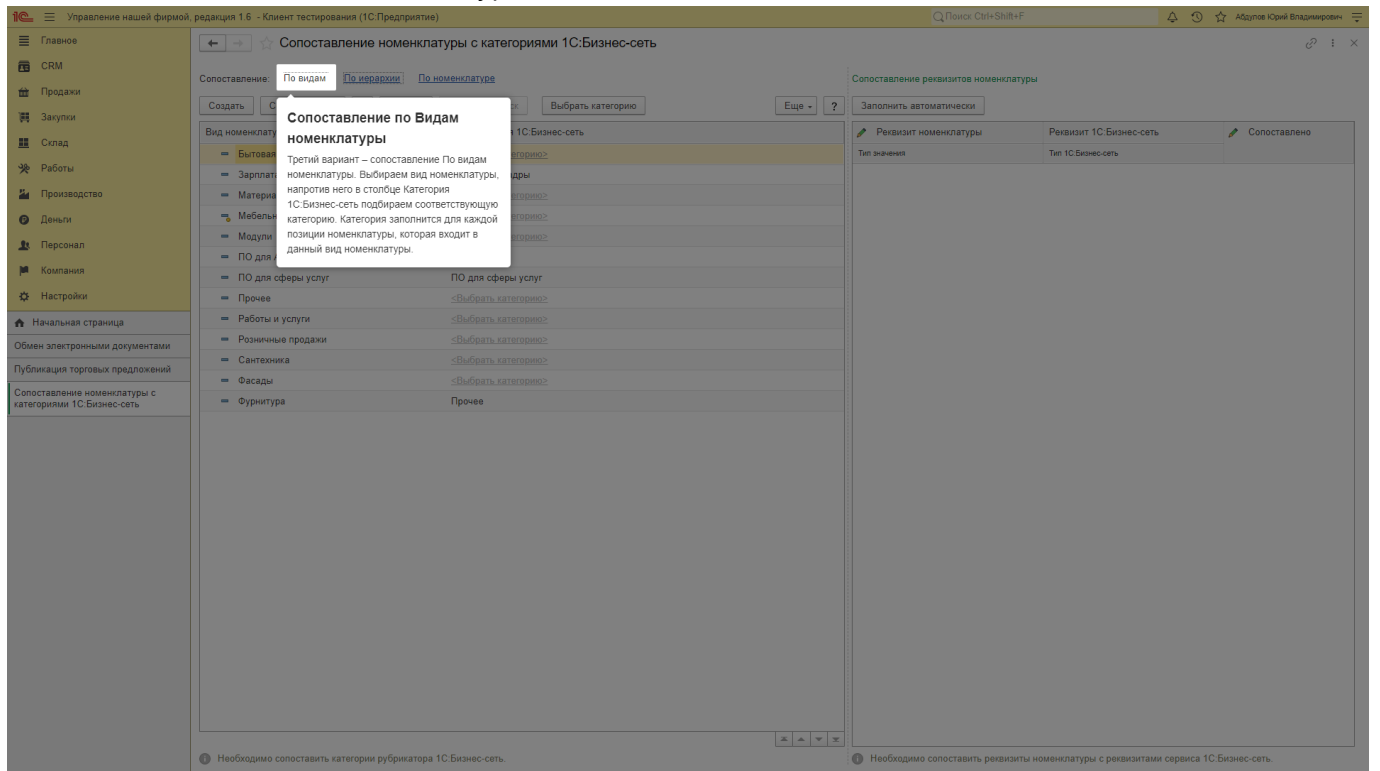 1С Управление нашей фирмой, редакция 1.6 - Клиент тестирования (1С:Предприятие) Поиск Ctrl+Shift+F Абдулов Юрий Владимирович
Главное
CRM
Продажи
Закупки
Склад
Работы
Производство
Деньги
Персонал
Компания
Настройки
Начальная страница
Обмен электронными документами
Публикация торговых предложений
Сопоставление номенклатуры с
категориями 1С:Бизнес-сеть
Сопоставление номенклатуры с категориями 1С:Бизнес-сеть
Сопоставление: По видам По иерархии По номенклатуре
Создать Выбрать категорию Еще ?
1С:Бизнес-сеть
Сопоставление по Видам
номенклатуры
Третий вариант – сопоставление По видам
номенклатуры. Выбираем вид номенклатуры,
напротив него в столбце Категория
1С:Бизнес-сеть подбираем соответствующую
категорию. Категория заполнится для каждой
позиции номенклатуры, которая входит в
данный вид номенклатуры.
Модули
ПО для сферы услуг ПО для сферы услуг
Прочее <Выбрать категорию>
Работы и услуги <Выбрать категорию>
Розничные продажи <Выбрать категорию>
Сантехника <Выбрать категорию>
Фасады <Выбрать категорию>
Фурнитура Прочее
Необходимо сопоставить категории рубрикатора 1С:Бизнес-сеть.
Сопоставление реквизитов номенклатуры
Заполнить автоматически
Реквизит номенклатуры Реквизит 1С:Бизнес-сеть Сопоставлено
Тип значения Тип 1С:Бизнес-сеть
Необходимо сопоставить реквизиты номенклатуры с реквизитами сервиса 1С:Бизнес-сеть.